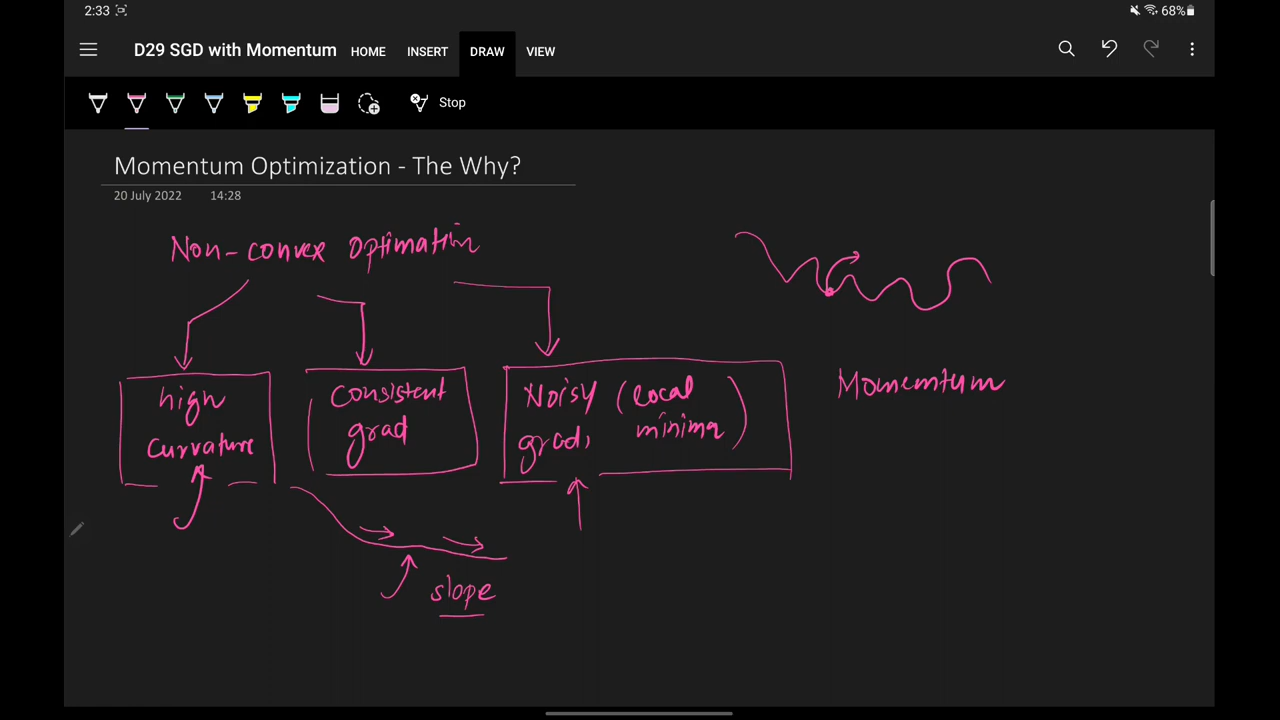 2:33
68%
D29 SGD with Momentum HOME INSERT DRAW VIEW
Stop
Momentum Optimization - The Why?
20 July 2022 14:28
Non-convex optimation
high
curvature
consistent
grad
Noisy (local
grad, minima)
Momemtum
slope